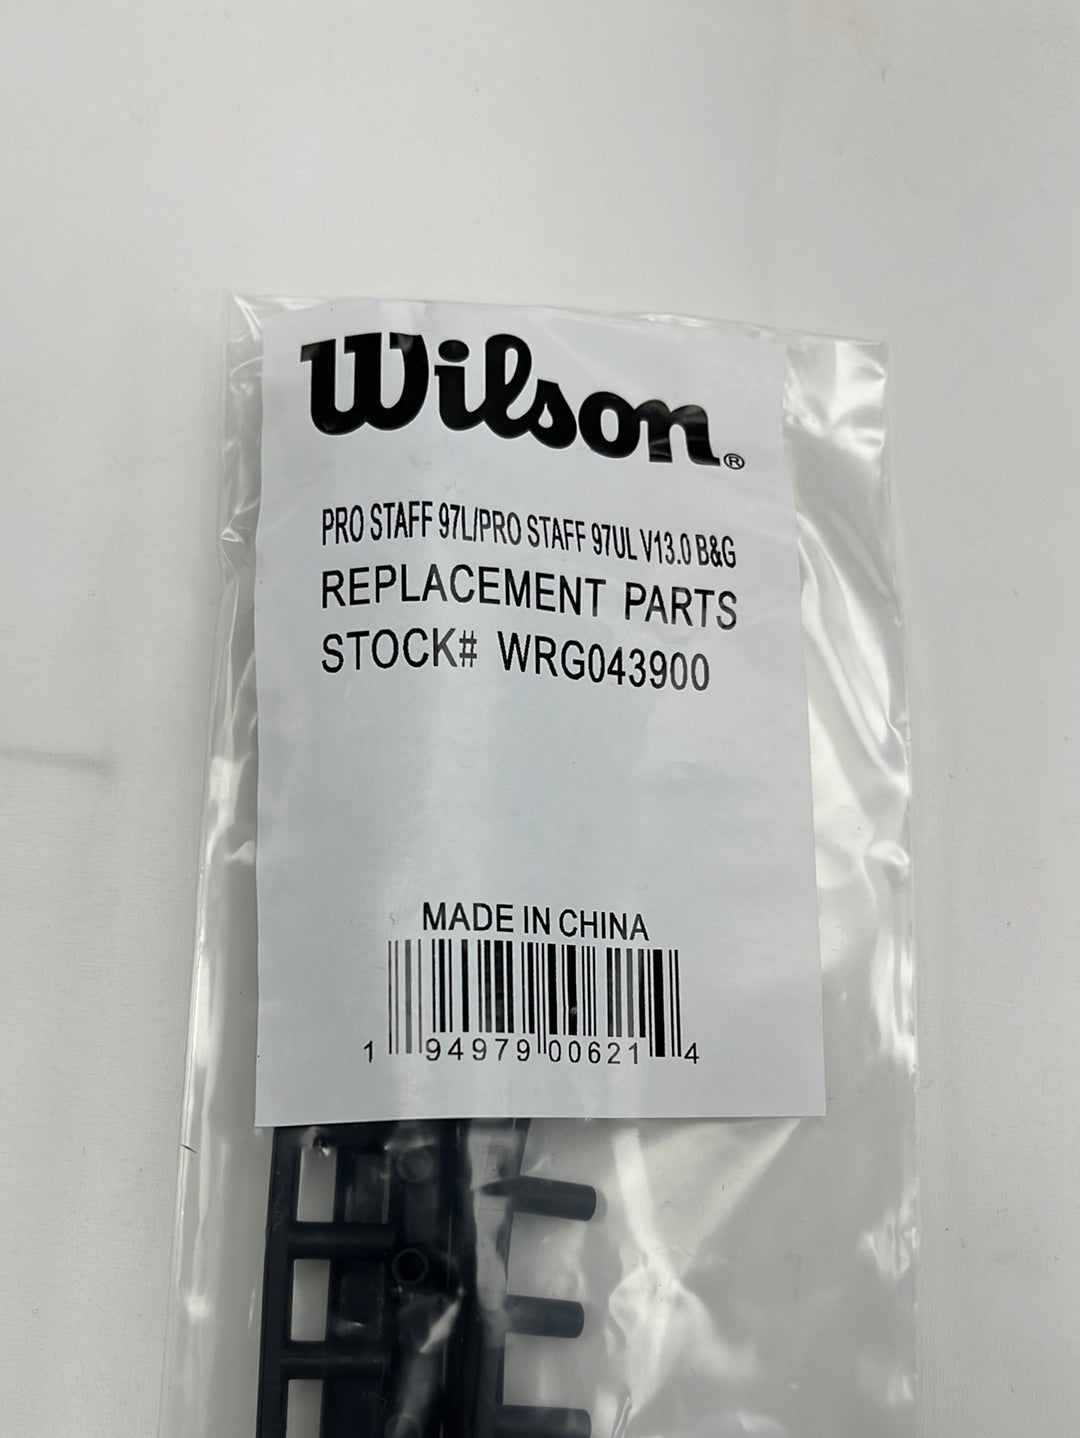 Wilson®
PRO STAFF 97L/PRO STAFF 97UL V13.0 B&G
REPLACEMENT PARTS
STOCK# WRG043900
MADE IN CHINA
1 94979 00621 4